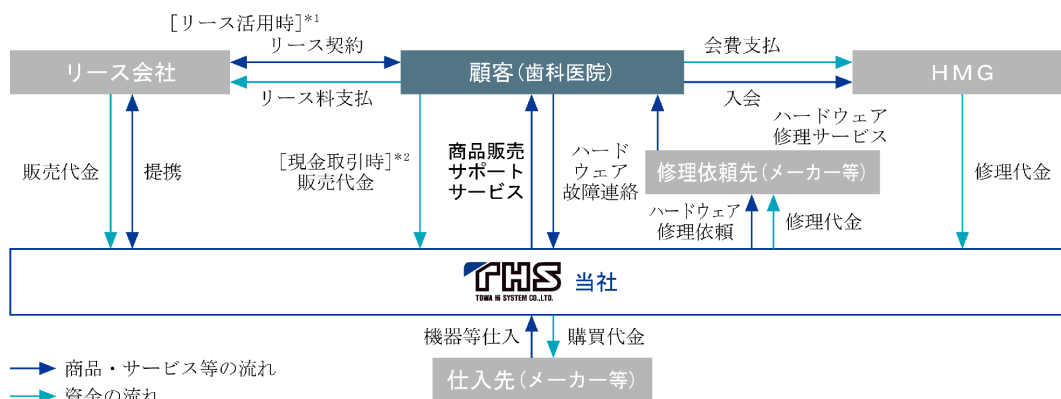 [リース活用時]*1
リース契約
リース会社
顧客(歯科医院)
会費支払
HMG
リース料支払
入会
ハードウェア
修理サービス
販売代金
提携
[現金取引時]*2
販売代金
商品販売
サポート
サービス
ハード
ウェア
故障連絡
修理依頼先(メーカー等)
修理代金
ハードウェア
修理依頼
修理代金
THS
TOWA HI SYSTEM CO.,LTD.
当社
機器等仕入
購買代金
商品・サービス等の流れ
仕入先(メーカー等)
資金の流れ